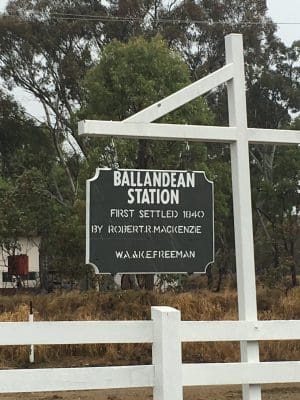 BALLANDEAN
STATION
FIRST SETTLED 1840
BY ROBERT.R.MACKENZIE
W.A.&K.E.FREEMAN